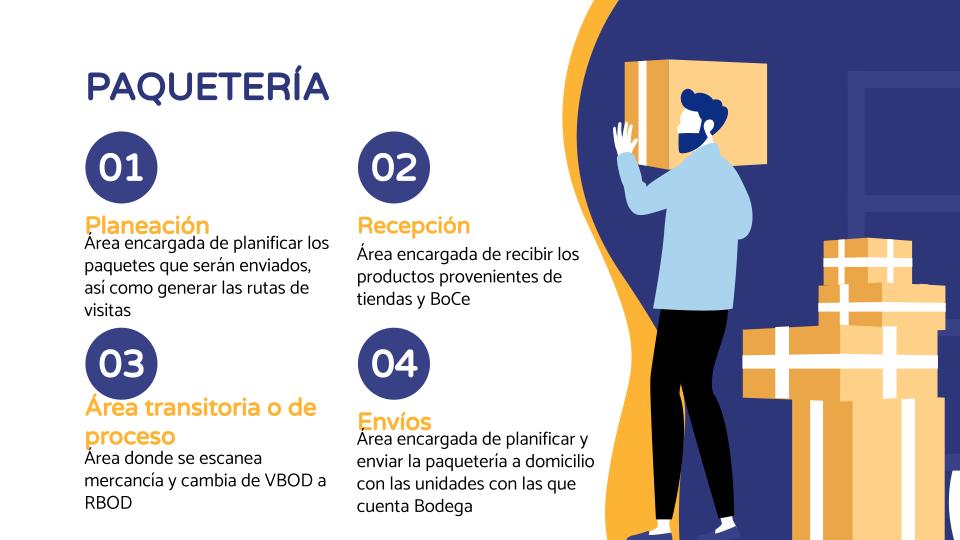 PAQUETERÍA
01
Planeación
Área encargada de planificar los
paquetes que serán enviados,
así como generar las rutas de
visitas
02
Recepción
Área encargada de recibir los
productos provenientes de
tiendas y BoCe
03
Área transitoria o de
proceso
Área donde se escanea
mercancía y cambia de VBOD a
RBOD
04
Envíos
Área encargada de planificar y
enviar la paquetería a domicilio
con las unidades con las que
cuenta Bodega